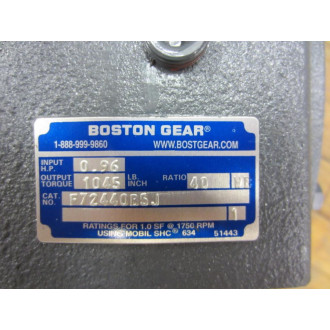 BOSTON GEAR®
1-888-999-9860 WWW.BOSTGEAR.COM
INPUT H.P. 0.96
OUTPUT TORQUE 1045 LB. INCH RATIO 40
CAT. NO. F72440B5J
1
RATINGS FOR 1.0 SF @ 1750 RPM
USING MOBIL SHC® 634 51443